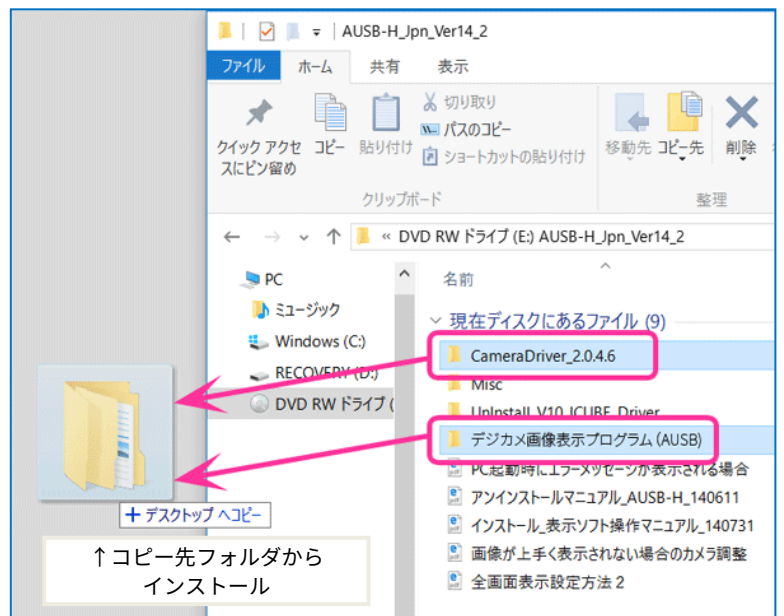 AUSB-H_Jpn_Ver14_2
ファイル ホーム 共有 表示
クイック アクセスにピン留め
コピー
貼り付け
切り取り
パスのコピー
ショートカットの貼り付け
移動先 コピー先 削除
クリップボード
整理
« DVD RW ドライブ (E:) AUSB-H_Jpn_Ver14_2
PC
ミュージック
Windows (C:)
RECOVERY (D:)
DVD RW ドライブ (
名前
現在ディスクにあるファイル (9)
CameraDriver_2.0.4.6
Misc
UnInstall_V10_ICUBE_Driver
デジカメ画像表示プログラム (AUSB)
PC起動時にエラーメッセージが表示される場合
アンインストールマニュアル_AUSB-H_140611
インストール_表示ソフト操作マニュアル_140731
画像が上手く表示されない場合のカメラ調整
全画面表示設定方法2
+ デスクトップ へコピー
↑コピー先フォルダから
インストール